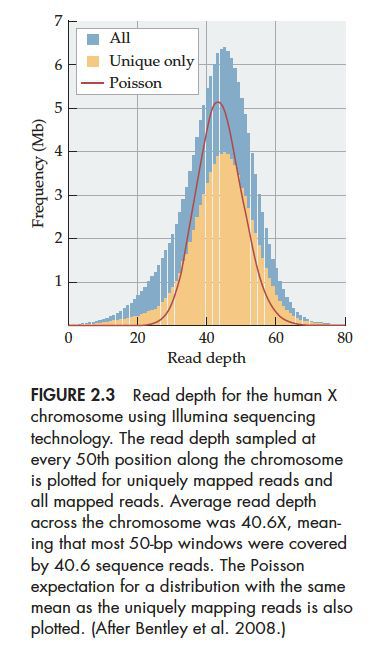 7
All
6
Unique only
Poisson
5
4
3
2
1
Frequency (Mb)
0 20 40 60 80
Read depth
FIGURE 2.3 Read depth for the human X
chromosome using Illumina sequencing
technology. The read depth sampled at
every 50th position along the chromosome
is plotted for uniquely mapped reads and
all mapped reads. Average read depth
across the chromosome was 40.6X, mean-
ing that most 50-bp windows were covered
by 40.6 sequence reads. The Poisson
expectation for a distribution with the same
mean as the uniquely mapping reads is also
plotted. (After Bentley et al. 2008.)